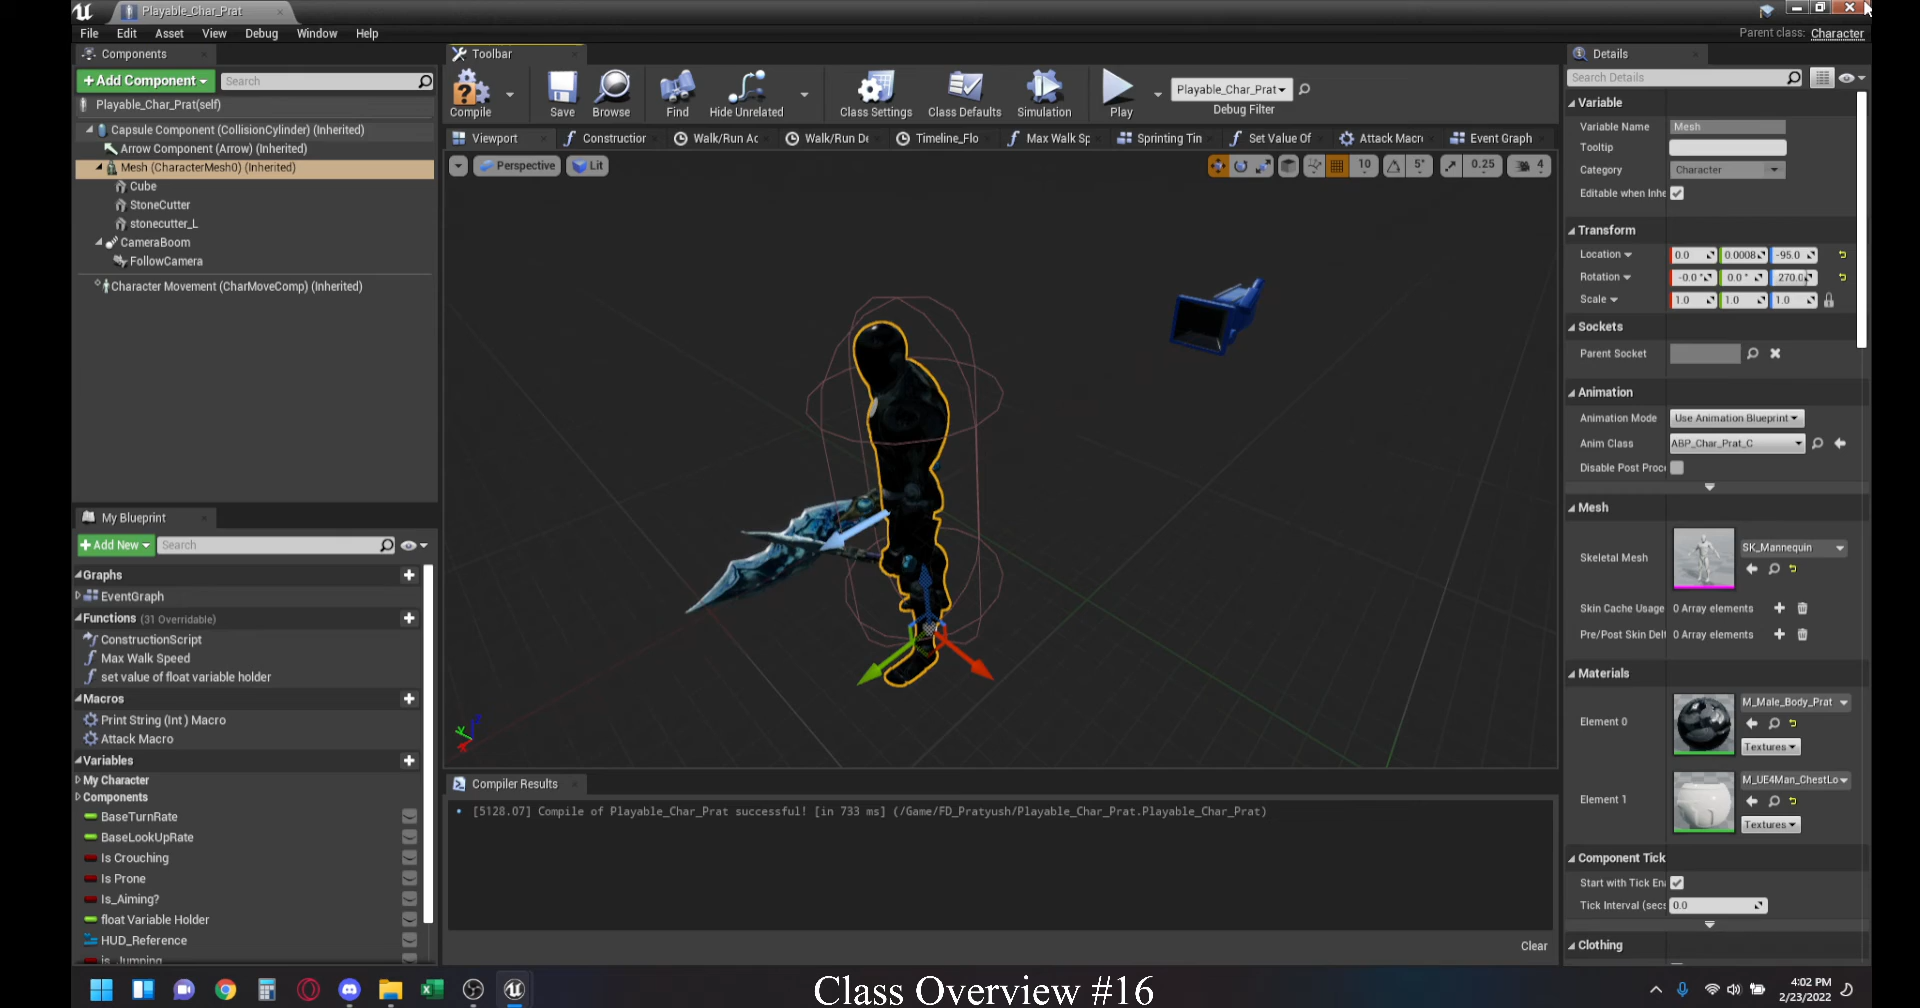 Playable_Char_Prat
File Edit Asset View Debug Window Help
Parent class: Character
Components
Toolbar
Details
Add Component
Search
Compile
Save
Browse
Find
Hide Unrelated
Class Settings
Class Defaults
Simulation
Play
Playable_Char_Prat
Debug Filter
Search Details
Playable_Char_Prat(self)
Capsule Component (CollisionCylinder) (Inherited)
Arrow Component (Arrow) (Inherited)
Mesh (CharacterMesh0) (Inherited)
Cube
StoneCutter
stonecutter_L
CameraBoom
FollowCamera
Character Movement (CharMoveComp) (Inherited)
Viewport
Construction
Walk/Run Ac
Walk/Run De
Timeline_Flo
Max Walk Sp
Sprinting Tin
Set Value Of
Attack Macro
Event Graph
Perspective
Lit
10
5°
0.25
4
Variable
Variable Name Mesh
Tooltip
Category Character
Editable when Inhe
Transform
Location 0.0 0.0008 -95.0
Rotation -0.0 ° 0.0 ° 270.0
Scale 1.0 1.0 1.0
Sockets
Parent Socket
Animation
Animation Mode Use Animation Blueprint
Anim Class ABP_Char_Prat_C
Disable Post Proc
Mesh
Skeletal Mesh SK_Mannequin
Skin Cache Usage 0 Array elements
Pre/Post Skin Delt 0 Array elements
Materials
Element 0 M_Male_Body_Prat
Textures
Element 1 M_UE4Man_ChestLo
Textures
Component Tick
Start with Tick En
Tick Interval (secs 0.0
Clothing
My Blueprint
Add New
Search
Graphs
EventGraph
Functions (31 Overridable)
ConstructionScript
Max Walk Speed
set value of float variable holder
Macros
Print String (Int ) Macro
Attack Macro
Variables
My Character
Components
BaseTurnRate
BaseLookUpRate
Is Crouching
Is Prone
Is_Aiming?
float Variable Holder
HUD_Reference
is Jumping
Compiler Results
[5128.07] Compile of Playable_Char_Prat successful! [in 733 ms] (/Game/FD_Pratyush/Playable_Char_Prat.Playable_Char_Prat)
Clear
Class Overview #16
4:02 PM
2/23/2022